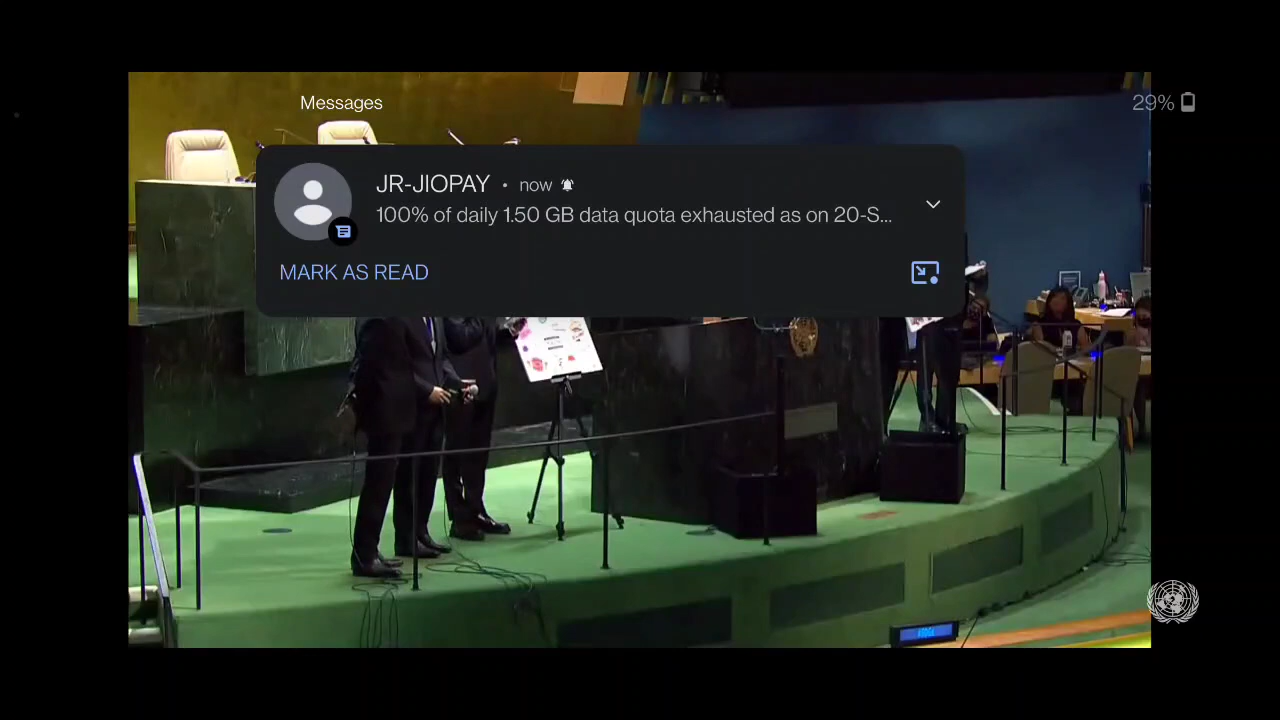 Messages
29%
JR-JIOPAY • now
100% of daily 1.50 GB data quota exhausted as on 20-S...
MARK AS READ